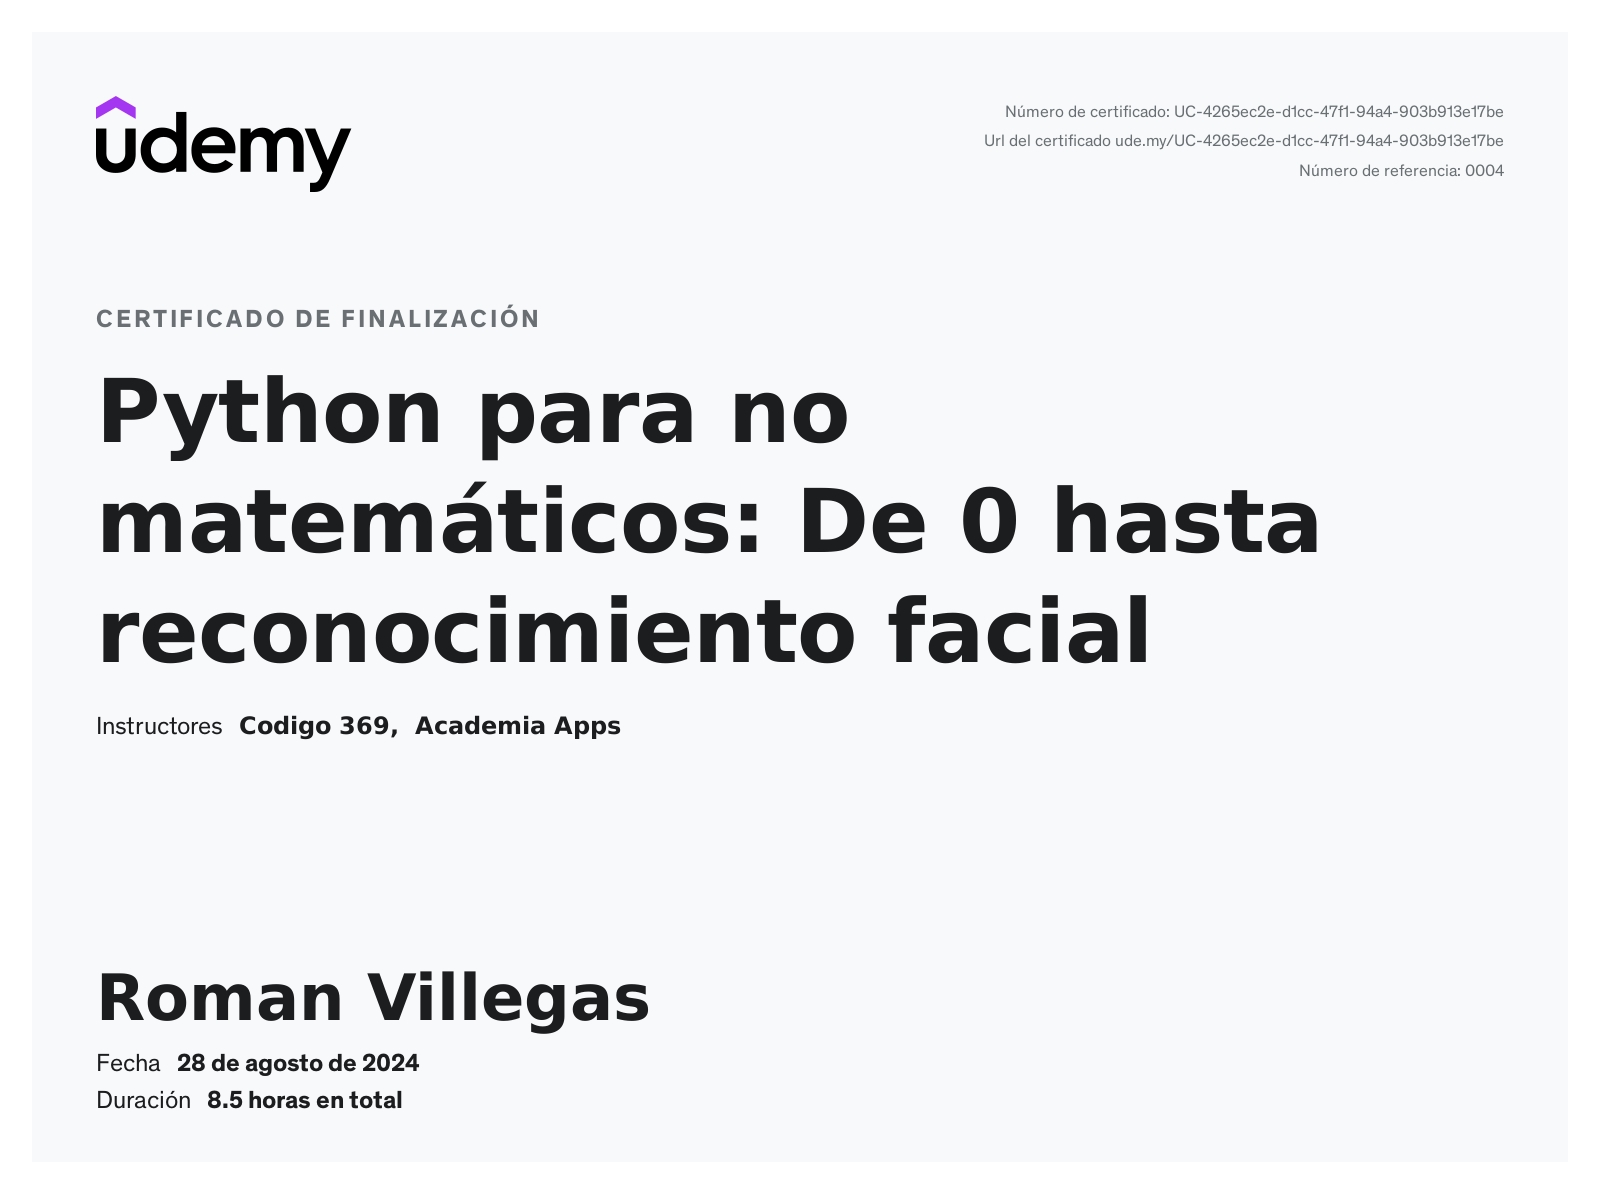 udemy
Número de certificado: UC-4265ec2e-d1cc-47f1-94a4-903b913e17be
Url del certificado ude.my/UC-4265ec2e-d1cc-47f1-94a4-903b913e17be
Número de referencia: 0004
CERTIFICADO DE FINALIZACIÓN
Python para no
matemáticos: De 0 hasta
reconocimiento facial
Instructores Codigo 369, Academia Apps
Roman Villegas
Fecha 28 de agosto de 2024
Duración 8.5 horas en total